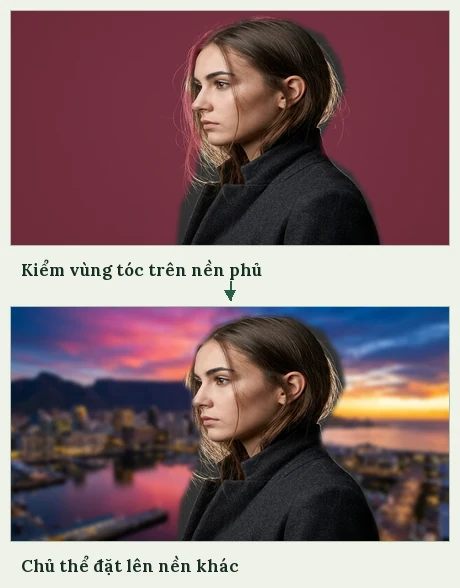 Kiểm vùng tóc trên nền phủ
Chủ thể đặt lên nền khác